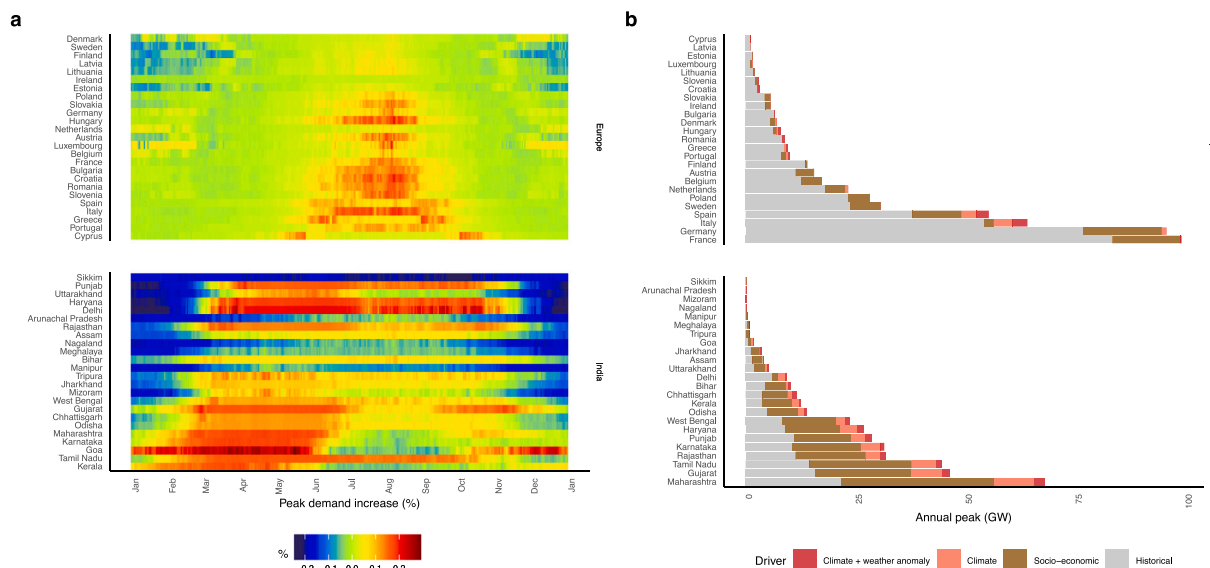 a
Denmark
Sweden
Finland
Latvia
Lithuania
Ireland
Estonia
Poland
Slovakia
Germany
Hungary
Netherlands
Austria
Luxembourg
Belgium
France
Bulgaria
Croatia
Romania
Slovenia
Spain
Italy
Greece
Portugal
Cyprus
Europe
Sikkim
Punjab
Uttarakhand
Haryana
Delhi
Arunachal Pradesh
Rajasthan
Assam
Nagaland
Meghalaya
Bihar
Manipur
Tripura
Jharkhand
Mizoram
West Bengal
Gujarat
Chhattisgarh
Odisha
Maharashtra
Karnataka
Goa
Tamil Nadu
Kerala
India
Jan Feb Mar Apr May Jun Jul Aug Sep Oct Nov Dec Jan
Peak demand increase (%)
%
b
Cyprus
Latvia
Estonia
Luxembourg
Lithuania
Slovenia
Croatia
Slovakia
Ireland
Bulgaria
Denmark
Hungary
Romania
Greece
Portugal
Finland
Austria
Belgium
Netherlands
Poland
Sweden
Spain
Italy
Germany
France
Sikkim
Arunachal Pradesh
Mizoram
Nagaland
Manipur
Meghalaya
Tripura
Goa
Jharkhand
Assam
Uttarakhand
Delhi
Bihar
Chhattisgarh
Kerala
Odisha
West Bengal
Haryana
Punjab
Karnataka
Rajasthan
Tamil Nadu
Gujarat
Maharashtra
0 25 50 75 100
Annual peak (GW)
Driver Climate + weather anomaly Climate Socio-economic Historical